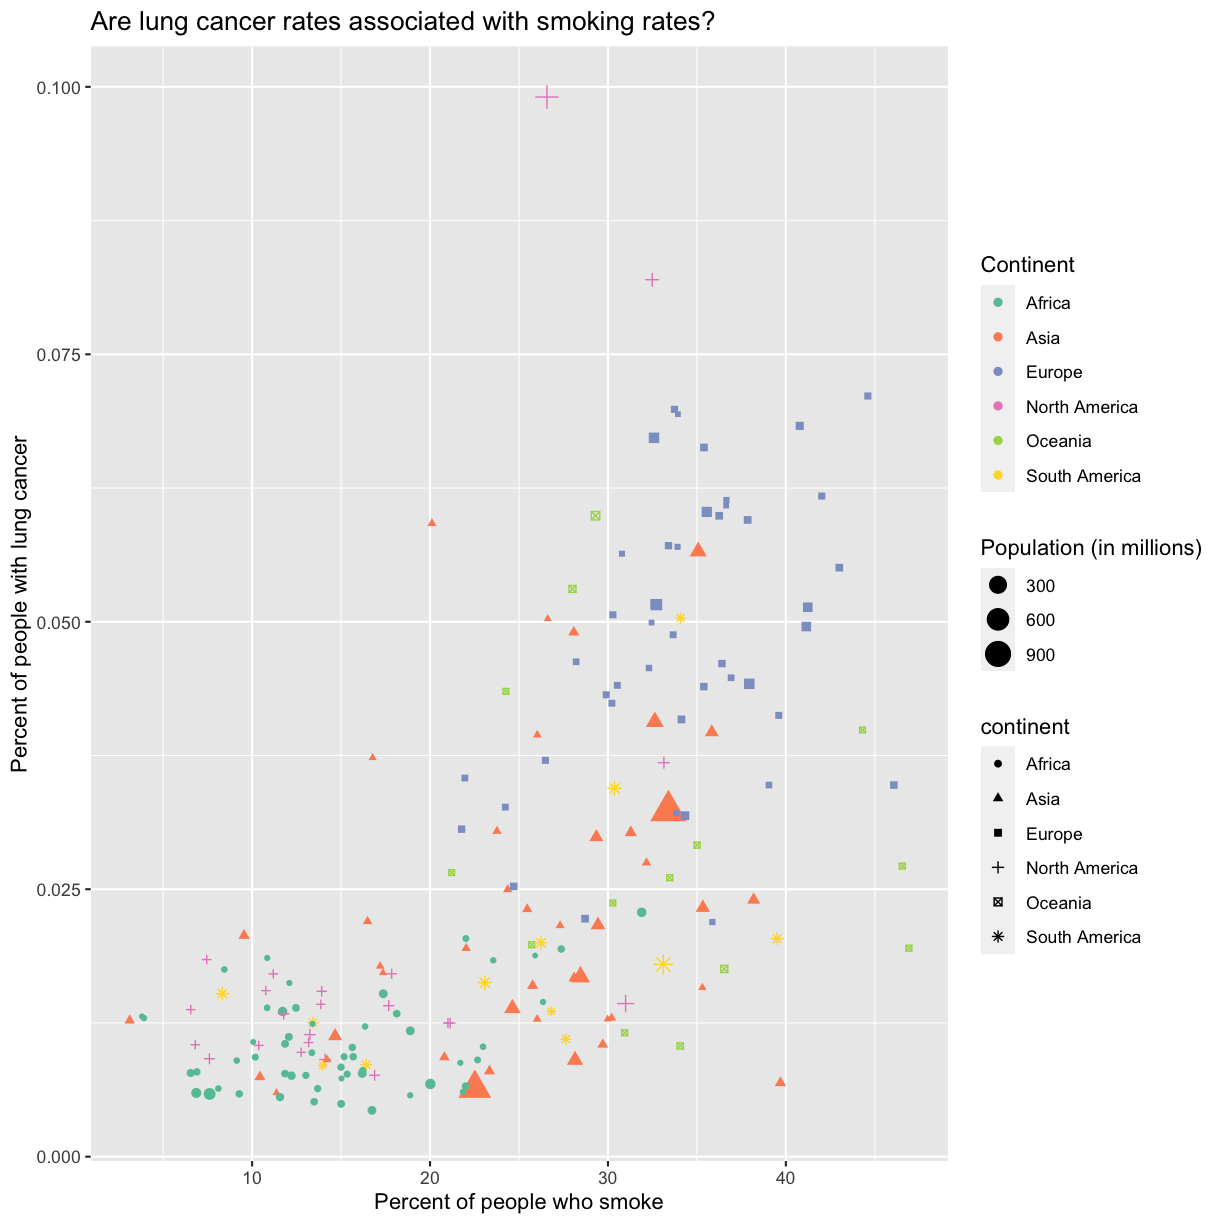 Are lung cancer rates associated with smoking rates?
0.100
0.075
0.050
0.025
0.000
Percent of people with lung cancer
10
20
30
40
Percent of people who smoke
Continent
Africa
Asia
Europe
North America
Oceania
South America
Population (in millions)
300
600
900
continent
Africa
Asia
Europe
North America
Oceania
South America